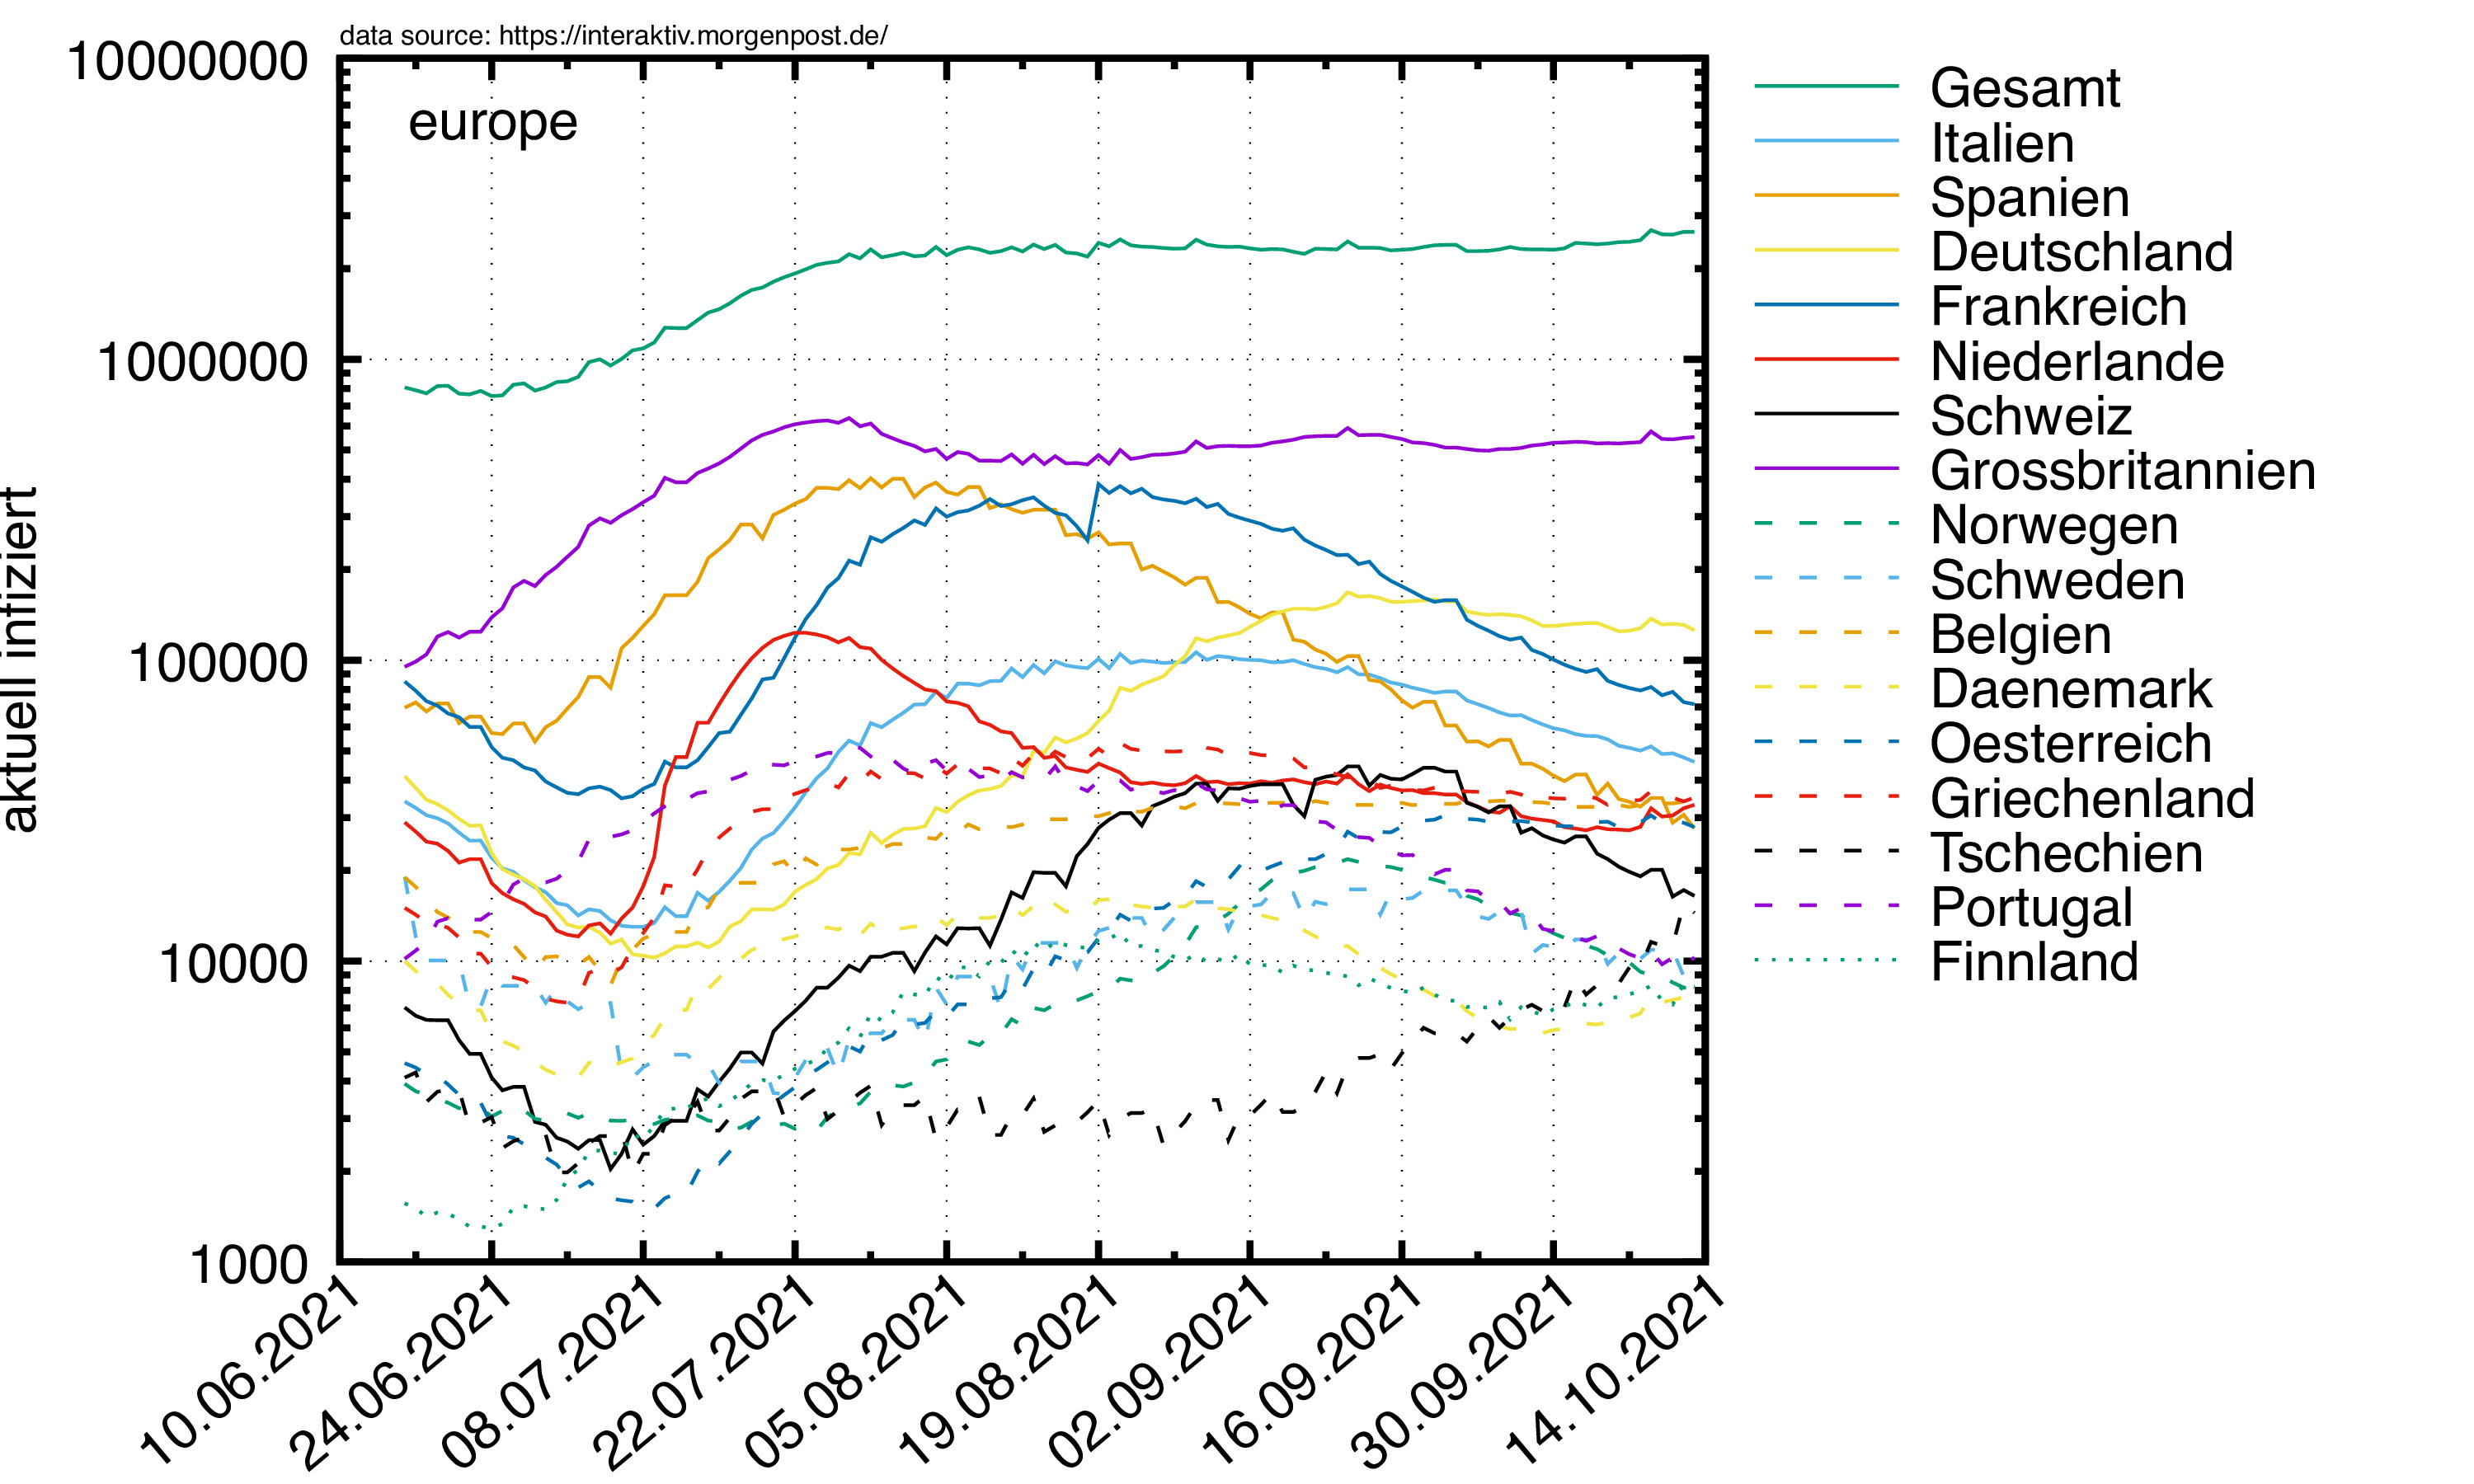 data source: https://interaktiv.morgenpost.de/
europe
aktuell infiziert
10000000
1000000
100000
10000
1000
10.06.2021
24.06.2021
08.07.2021
22.07.2021
05.08.2021
19.08.2021
02.09.2021
16.09.2021
30.09.2021
14.10.2021
Gesamt
Italien
Spanien
Deutschland
Frankreich
Niederlande
Schweiz
Grossbritannien
Norwegen
Schweden
Belgien
Daenemark
Oesterreich
Griechenland
Tschechien
Portugal
Finnland